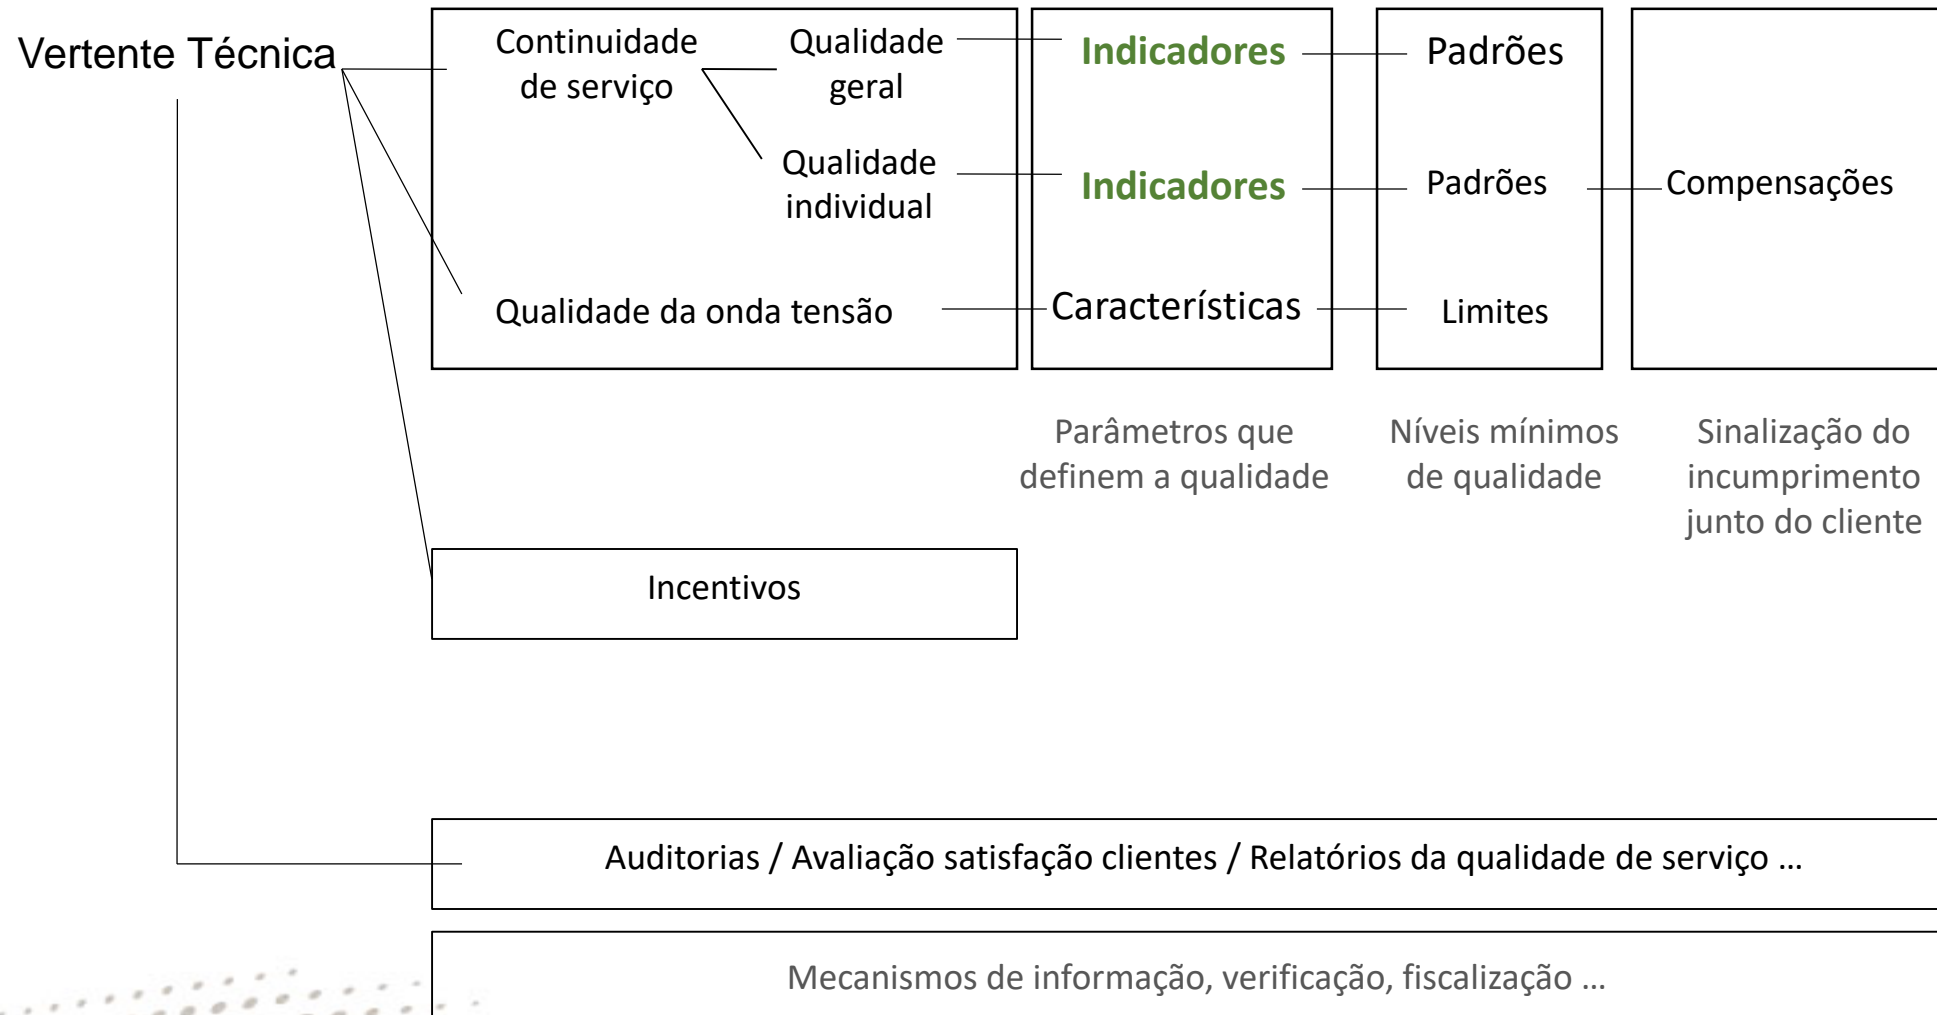 Vertente Técnica
Continuidade
de serviço
Qualidade
geral
Indicadores
Padrões
Qualidade
individual
Indicadores
Padrões
Compensações
Qualidade da onda tensão
Características
Limites
Parâmetros que
definem a qualidade
Níveis mínimos
de qualidade
Sinalização do
incumprimento
junto do cliente
Incentivos
Auditorias / Avaliação satisfação clientes / Relatórios da qualidade de serviço …
Mecanismos de informação, verificação, fiscalização …